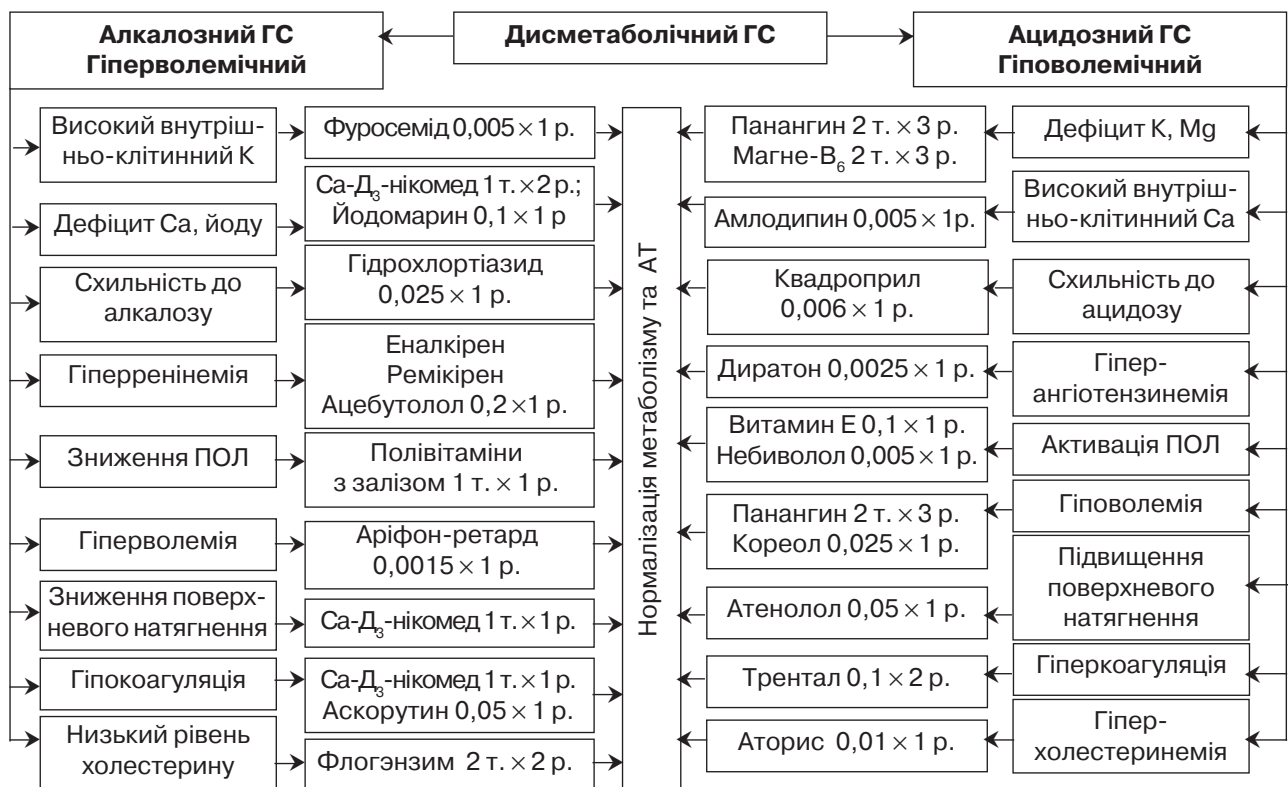 Алкалозний ГС
Гіперволемічний
Дисметаболічний ГС
Ацидозний ГС
Гіповолемічний
Високий внутріш-
ньо-клітинний К
Фуросемід 0,005 × 1 р.
Дефіцит Са, йоду
Са-Д₃-нікомед 1 т. × 2 р.;
Йодомарин 0,1 × 1 р
Схильність до
алкалозу
Гідрохлортіазид
0,025 × 1 р.
Гіперренінемія
Еналкірен
Ремікірен
Ацебутолол 0,2 × 1 р.
Зниження ПОЛ
Полівітаміни
з залізом 1 т. × 1 р.
Гіперволемія
Аріфон-ретард
0,0015 × 1 р.
Зниження поверх-
невого натягнення
Са-Д₃-нікомед 1 т. × 1 р.
Гіпокоагуляція
Са-Д₃-нікомед 1 т. × 1 р.
Аскорутин 0,05 × 1 р.
Низький рівень
холестерину
Флогэнзим 2 т. × 2 р.
Нормалізація метаболізму та АТ
Панангин 2 т. × 3 р.
Магне-В₆ 2 т. × 3 р.
Дефіцит К, Mg
Амлодипин 0,005 × 1р.
Високий внутріш-
ньо-клітинний Са
Квадроприл
0,006 × 1 р.
Схильність до
ацидозу
Диратон 0,0025 × 1 р.
Гіпер-
ангіотензинемія
Витамин Е 0,1 × 1 р.
Небиволол 0,005 × 1 р.
Активація ПОЛ
Панангин 2 т. × 3 р.
Кореол 0,025 × 1 р.
Гіповолемія
Атенолол 0,05 × 1 р.
Підвищення
поверхневого
натягнення
Трентал 0,1 × 2 р.
Гіперкоагуляція
Аторис 0,01 × 1 р.
Гіпер-
холестеринемія